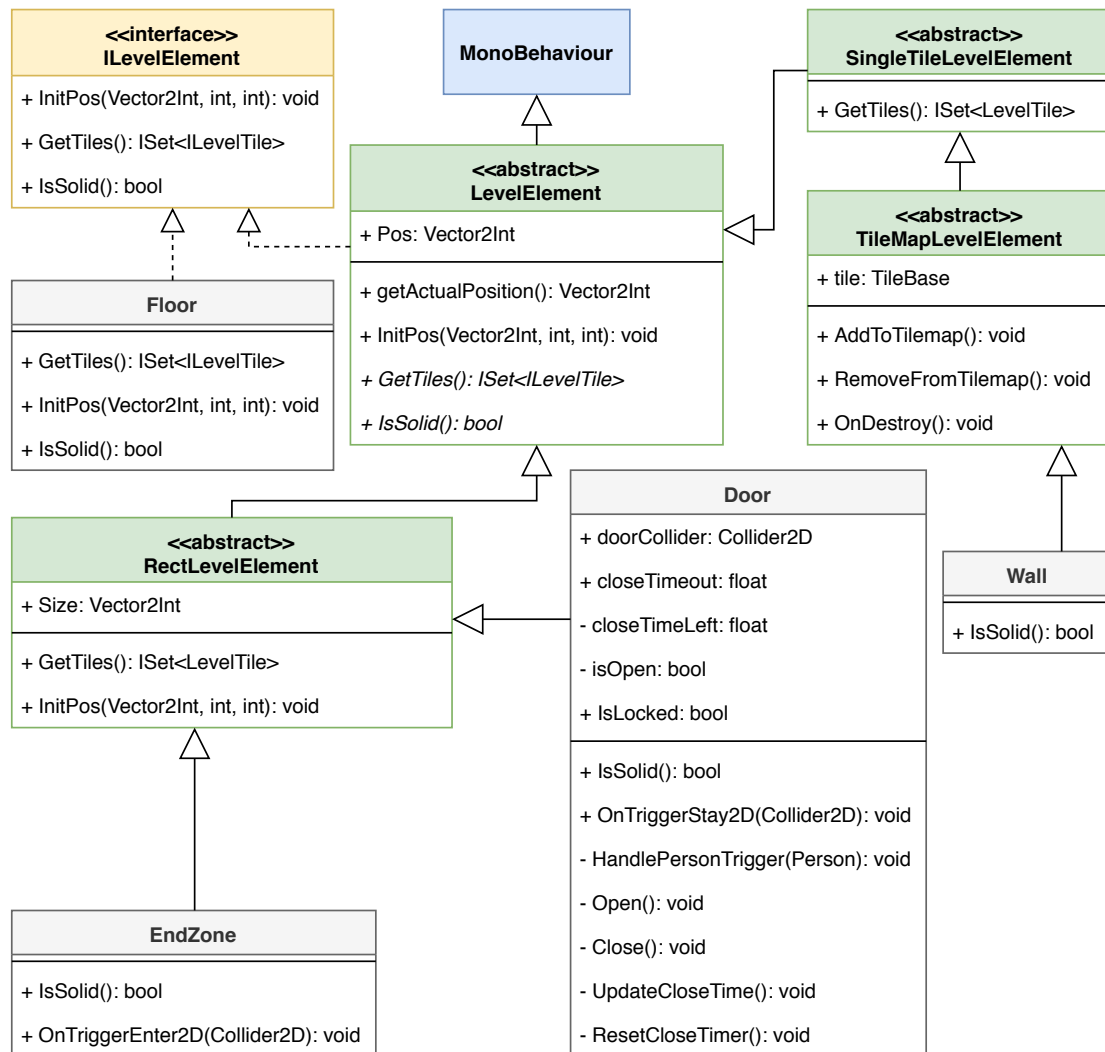 <<interface>>
ILevelElement
+ InitPos(Vector2Int, int, int): void
+ GetTiles(): ISet<ILevelTile>
+ IsSolid(): bool
MonoBehaviour
<<abstract>>
SingleTileLevelElement
+ GetTiles(): ISet<LevelTile>
<<abstract>>
LevelElement
+ Pos: Vector2Int
+ getActualPosition(): Vector2Int
+ InitPos(Vector2Int, int, int): void
+ GetTiles(): ISet<ILevelTile>
+ IsSolid(): bool
<<abstract>>
TileMapLevelElement
+ tile: TileBase
+ AddToTilemap(): void
+ RemoveFromTilemap(): void
+ OnDestroy(): void
Floor
+ GetTiles(): ISet<ILevelTile>
+ InitPos(Vector2Int, int, int): void
+ IsSolid(): bool
<<abstract>>
RectLevelElement
+ Size: Vector2Int
+ GetTiles(): ISet<LevelTile>
+ InitPos(Vector2Int, int, int): void
Door
+ doorCollider: Collider2D
+ closeTimeout: float
- closeTimeLeft: float
- isOpen: bool
+ IsLocked: bool
+ IsSolid(): bool
+ OnTriggerStay2D(Collider2D): void
- HandlePersonTrigger(Person): void
- Open(): void
- Close(): void
- UpdateCloseTime(): void
- ResetCloseTimer(): void
Wall
+ IsSolid(): bool
EndZone
+ IsSolid(): bool
+ OnTriggerEnter2D(Collider2D): void